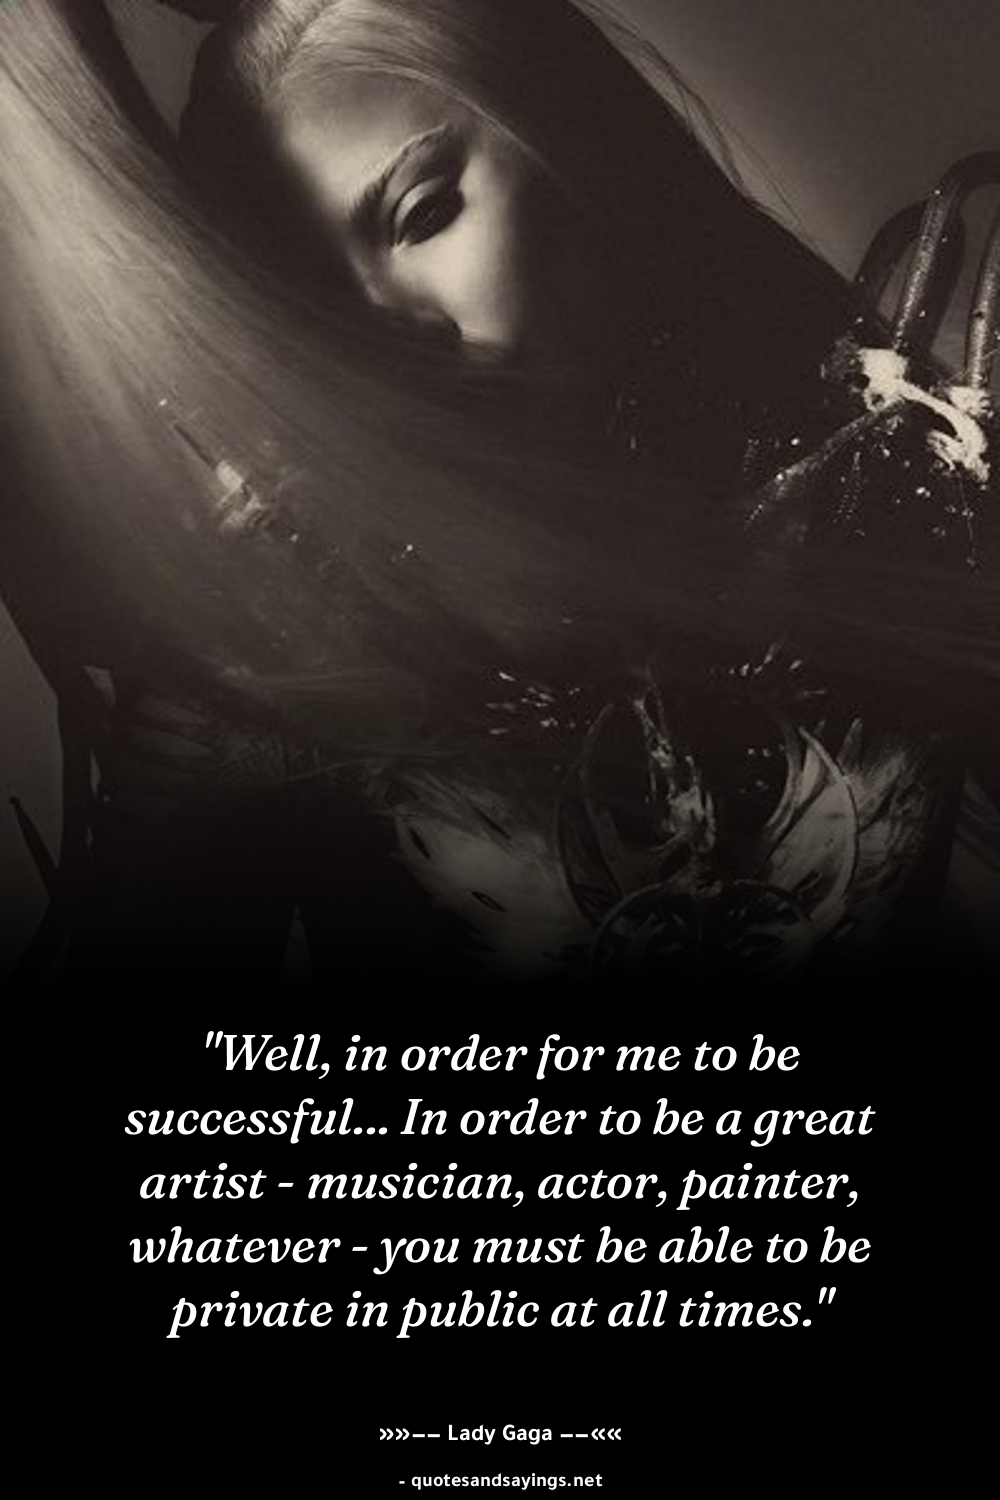 "Well, in order for me to be
successful... In order to be a great
artist - musician, actor, painter,
whatever - you must be able to be
private in public at all times."
»»–– Lady Gaga ––««
- quotesandsayings.net